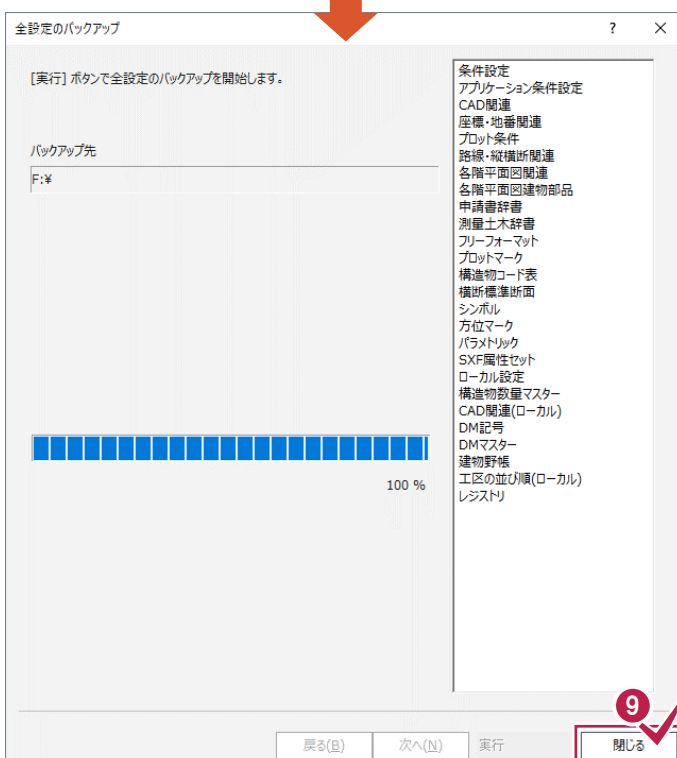 全設定のバックアップ
?
×
[実行] ボタンで全設定のバックアップを開始します。
バックアップ先
F:¥
100 %
条件設定
アプリケーション条件設定
CAD関連
座標・地番関連
プロット条件
路線・縦横断関連
各階平面図関連
各階平面図建物部品
申請書辞書
測量土木辞書
フリーフォーマット
プロットマーク
構造物コード表
横断標準断面
シンボル
方位マーク
パラメトリック
SXF属性セット
ローカル設定
構造物数量マスター
CAD関連(ローカル)
DM記号
DMマスター
建物野帳
工区の並び順(ローカル)
レジストリ
9
戻る(B)
次へ(N)
実行
閉じる